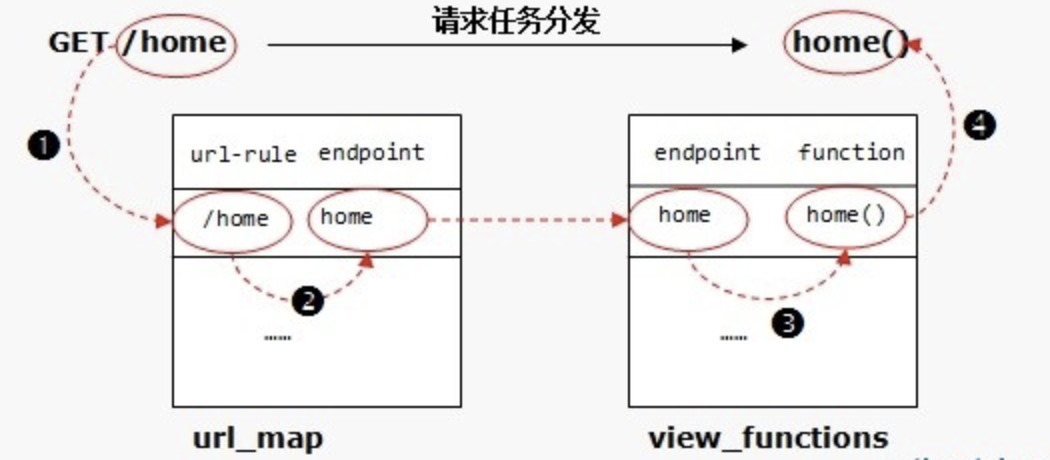 请求任务分发
GET /home
home()
❶
❹
url-rule endpoint
endpoint function
/home home
home home()
❷
❸
……
……
url_map
view_functions